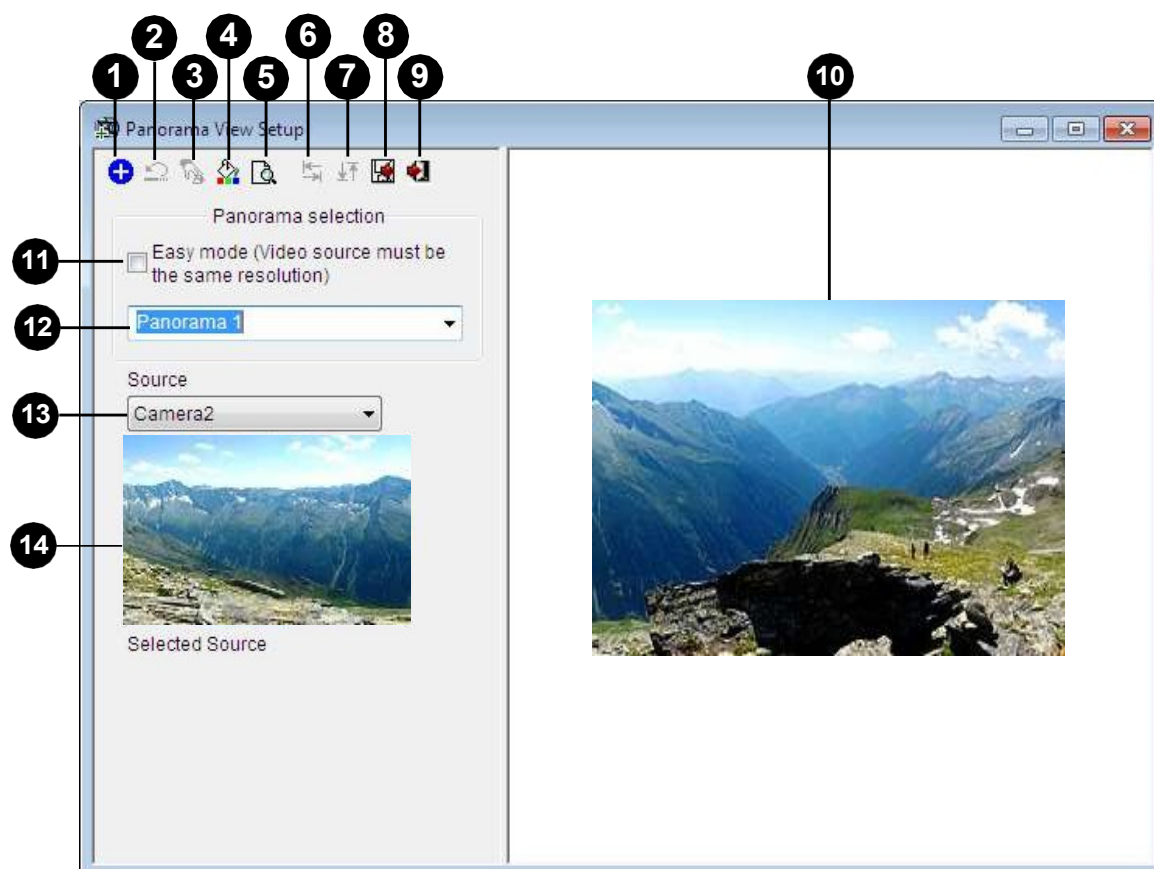 2 4 6 8
1 3 5 7 9 10
Panorama View Setup
Panorama selection
11 Easy mode (Video source must be
the same resolution)
12 Panorama 1
Source
13 Camera2
14
Selected Source